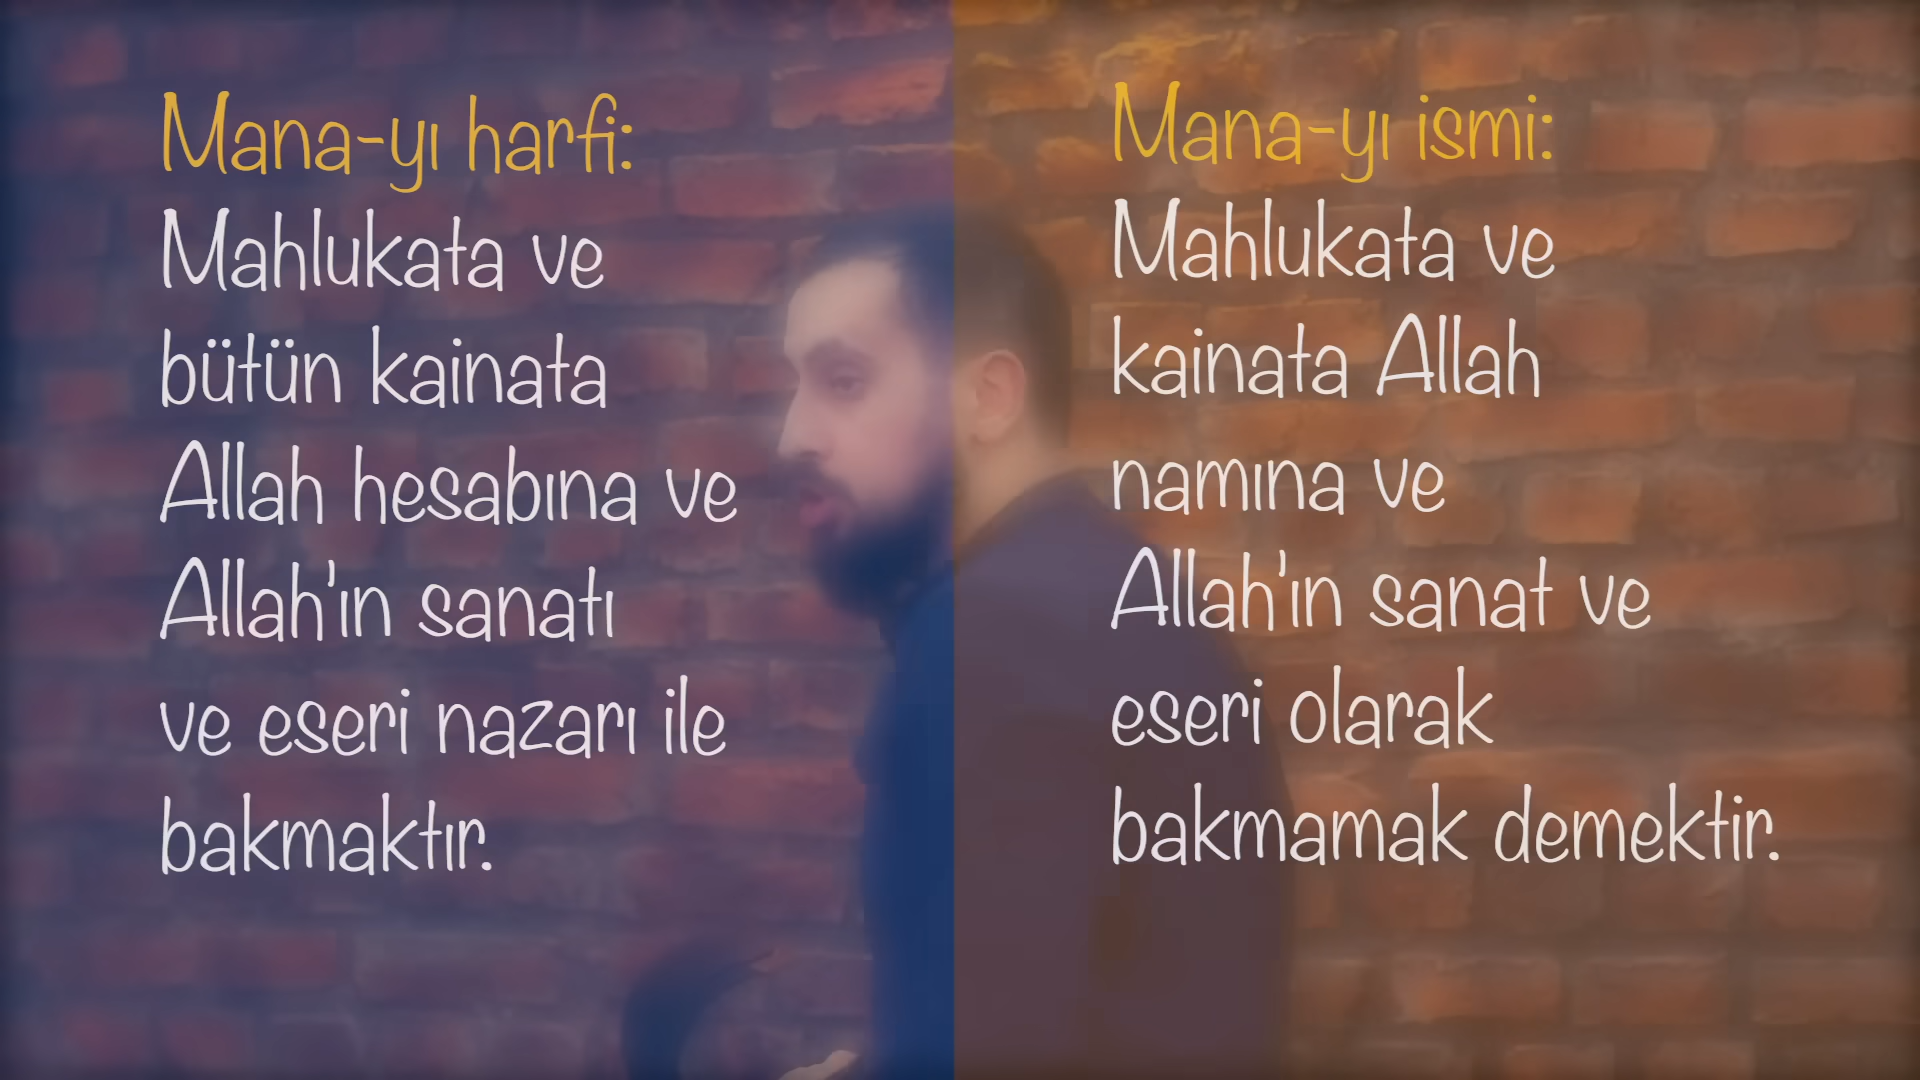 Mana-yı harfi:
Mahlukata ve
bütün kainata
Allah hesabına ve
Allah'ın sanatı
ve eseri nazarı ile
bakmaktır.
Mana-yı ismi:
Mahlukata ve
kainata Allah
namına ve
Allah'ın sanat ve
eseri olarak
bakmamak demektir.